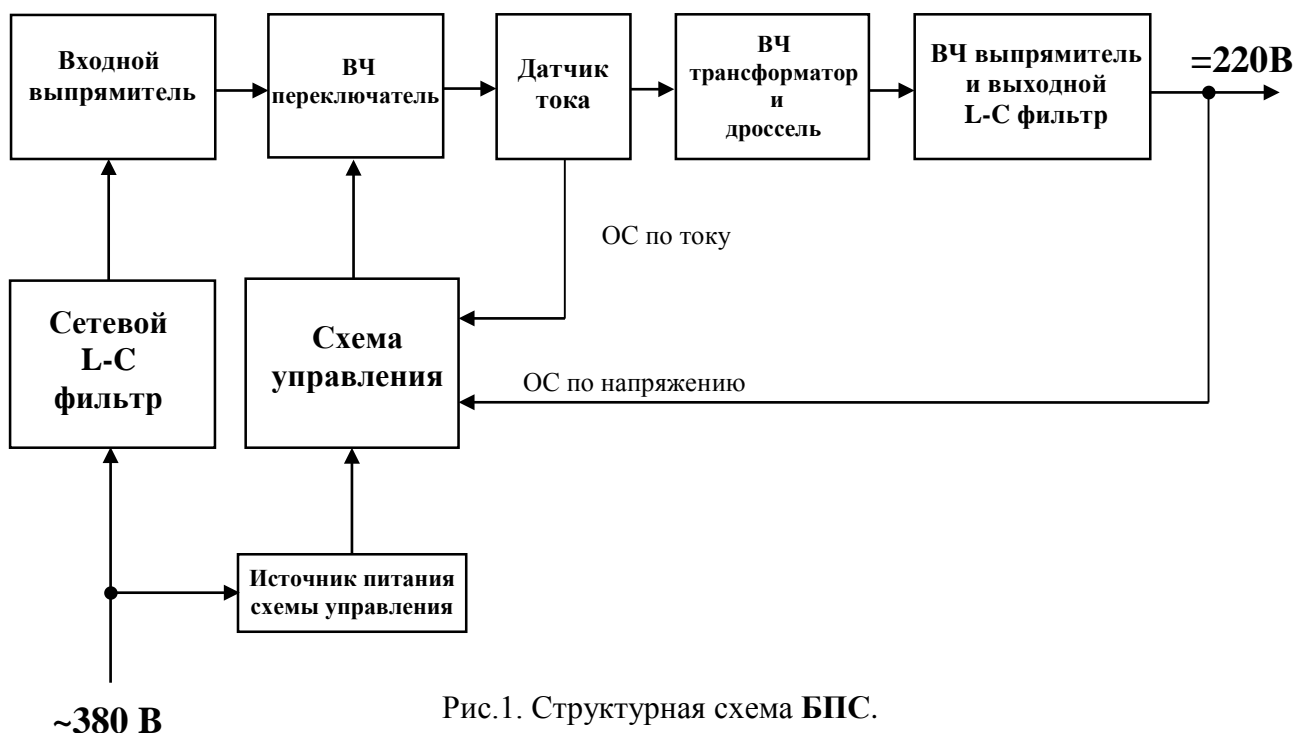 Входной
выпрямитель
ВЧ
переключатель
Датчик
тока
ВЧ
трансформатор
и
дроссель
ВЧ выпрямитель
и выходной
L-C фильтр
=220В
ОС по току
Сетевой
L-C
фильтр
Схема
управления
ОС по напряжению
Источник питания
схемы управления
~380 В
Рис.1. Структурная схема БПС.